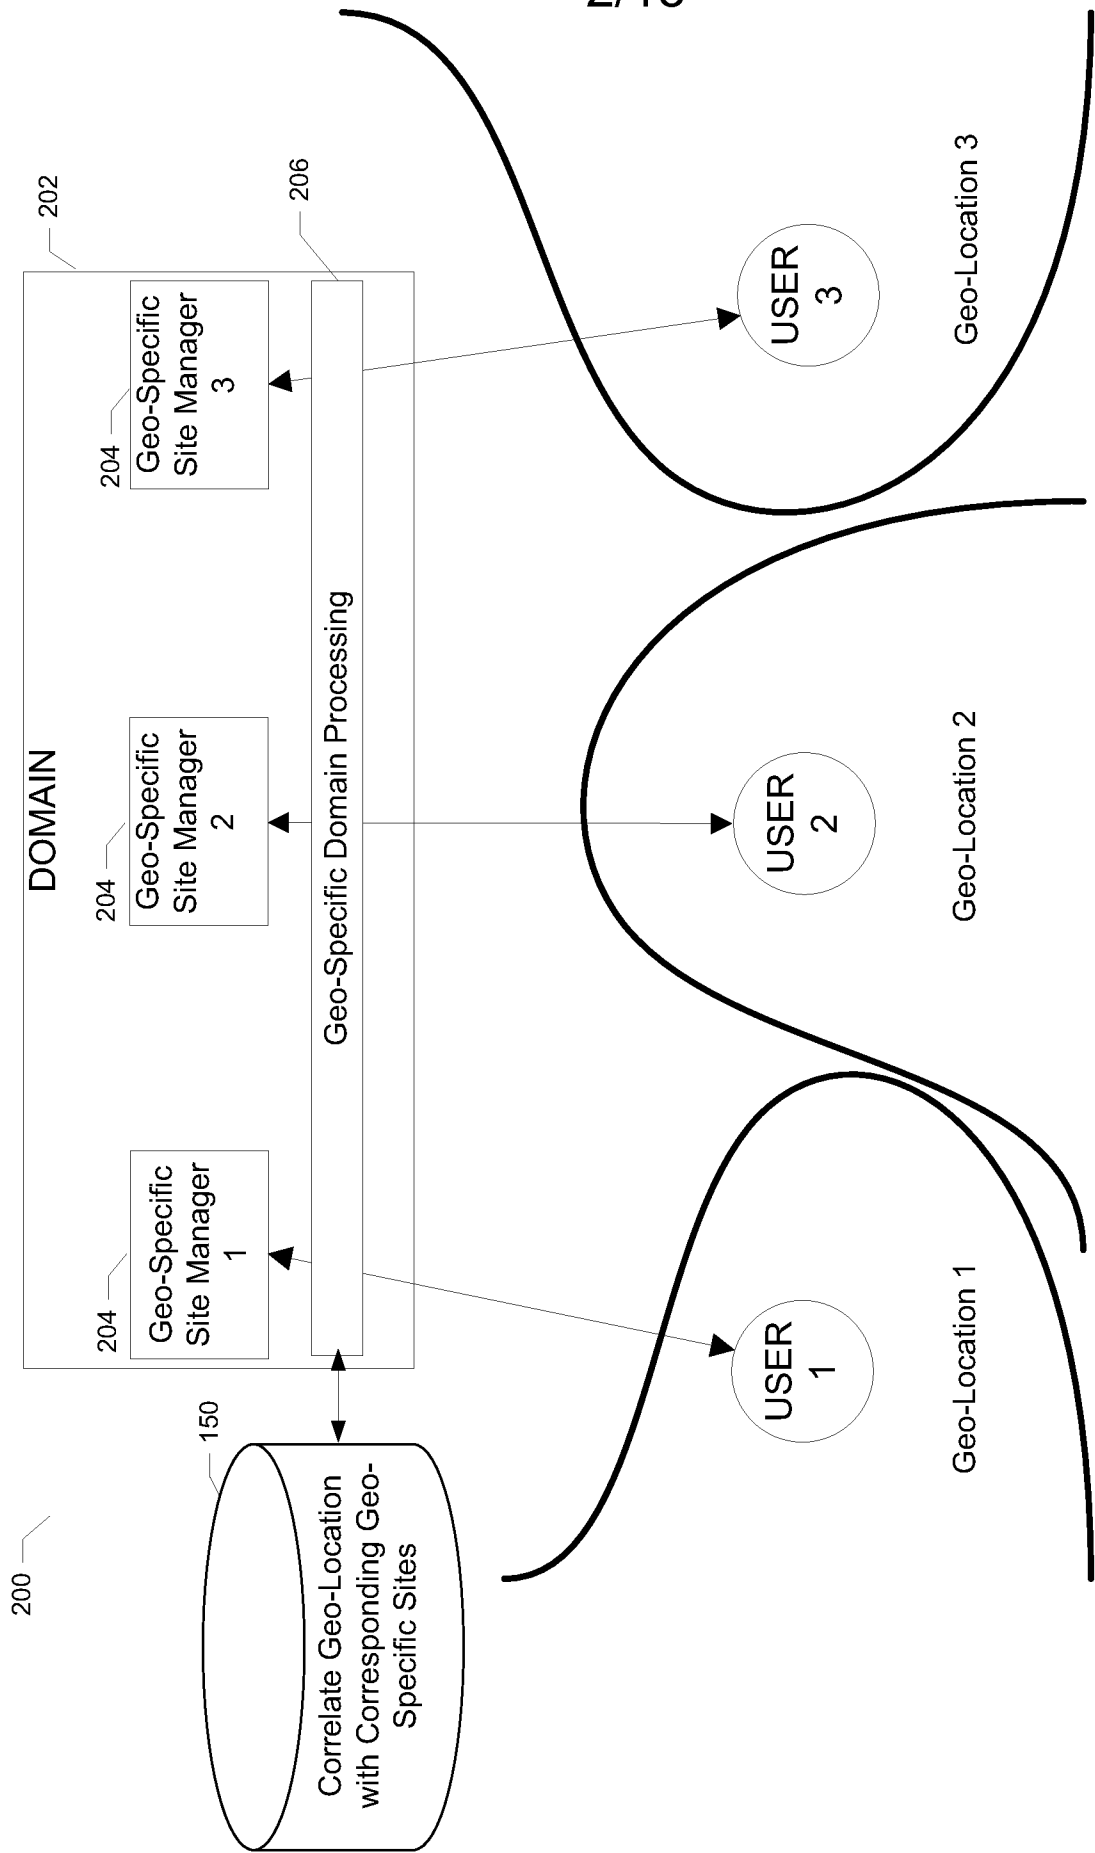 200
202
DOMAIN
204
Geo-Specific
Site Manager
1
204
Geo-Specific
Site Manager
2
204
Geo-Specific
Site Manager
3
206
Geo-Specific Domain Processing
150
Correlate Geo-Location
with Corresponding Geo-
Specific Sites
USER
1
USER
2
USER
3
Geo-Location 1
Geo-Location 2
Geo-Location 3